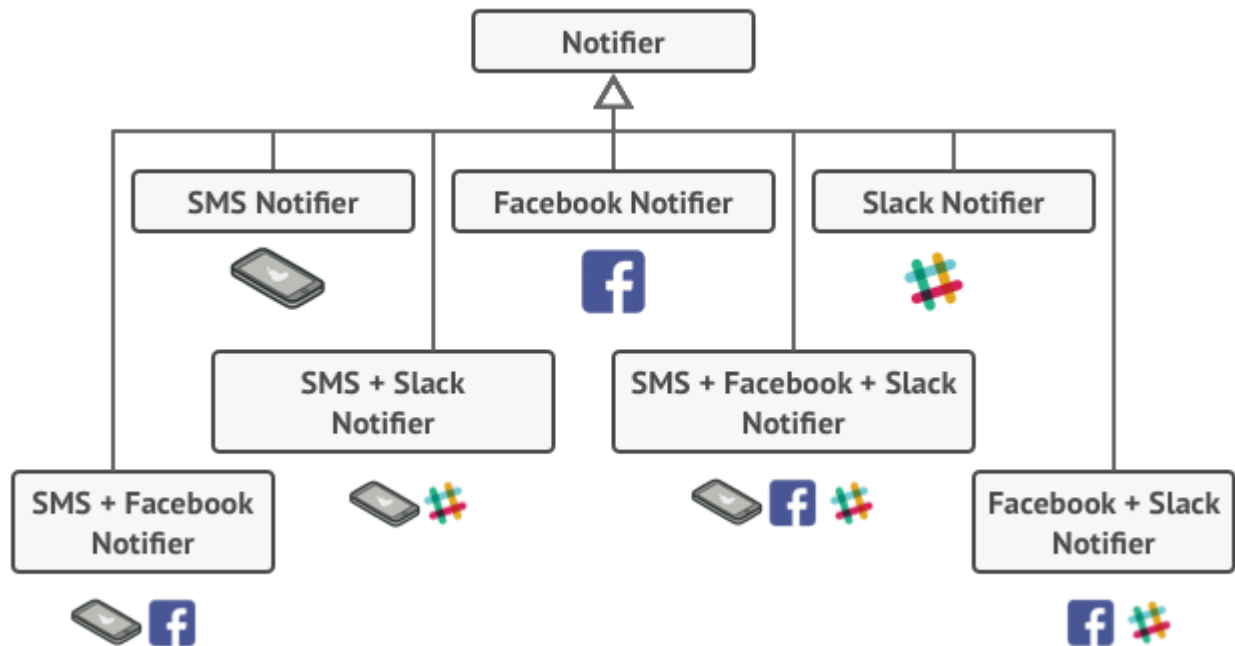 Notifier
SMS Notifier
Facebook Notifier
Slack Notifier
SMS + Slack
Notifier
SMS + Facebook + Slack
Notifier
SMS + Facebook
Notifier
Facebook + Slack
Notifier